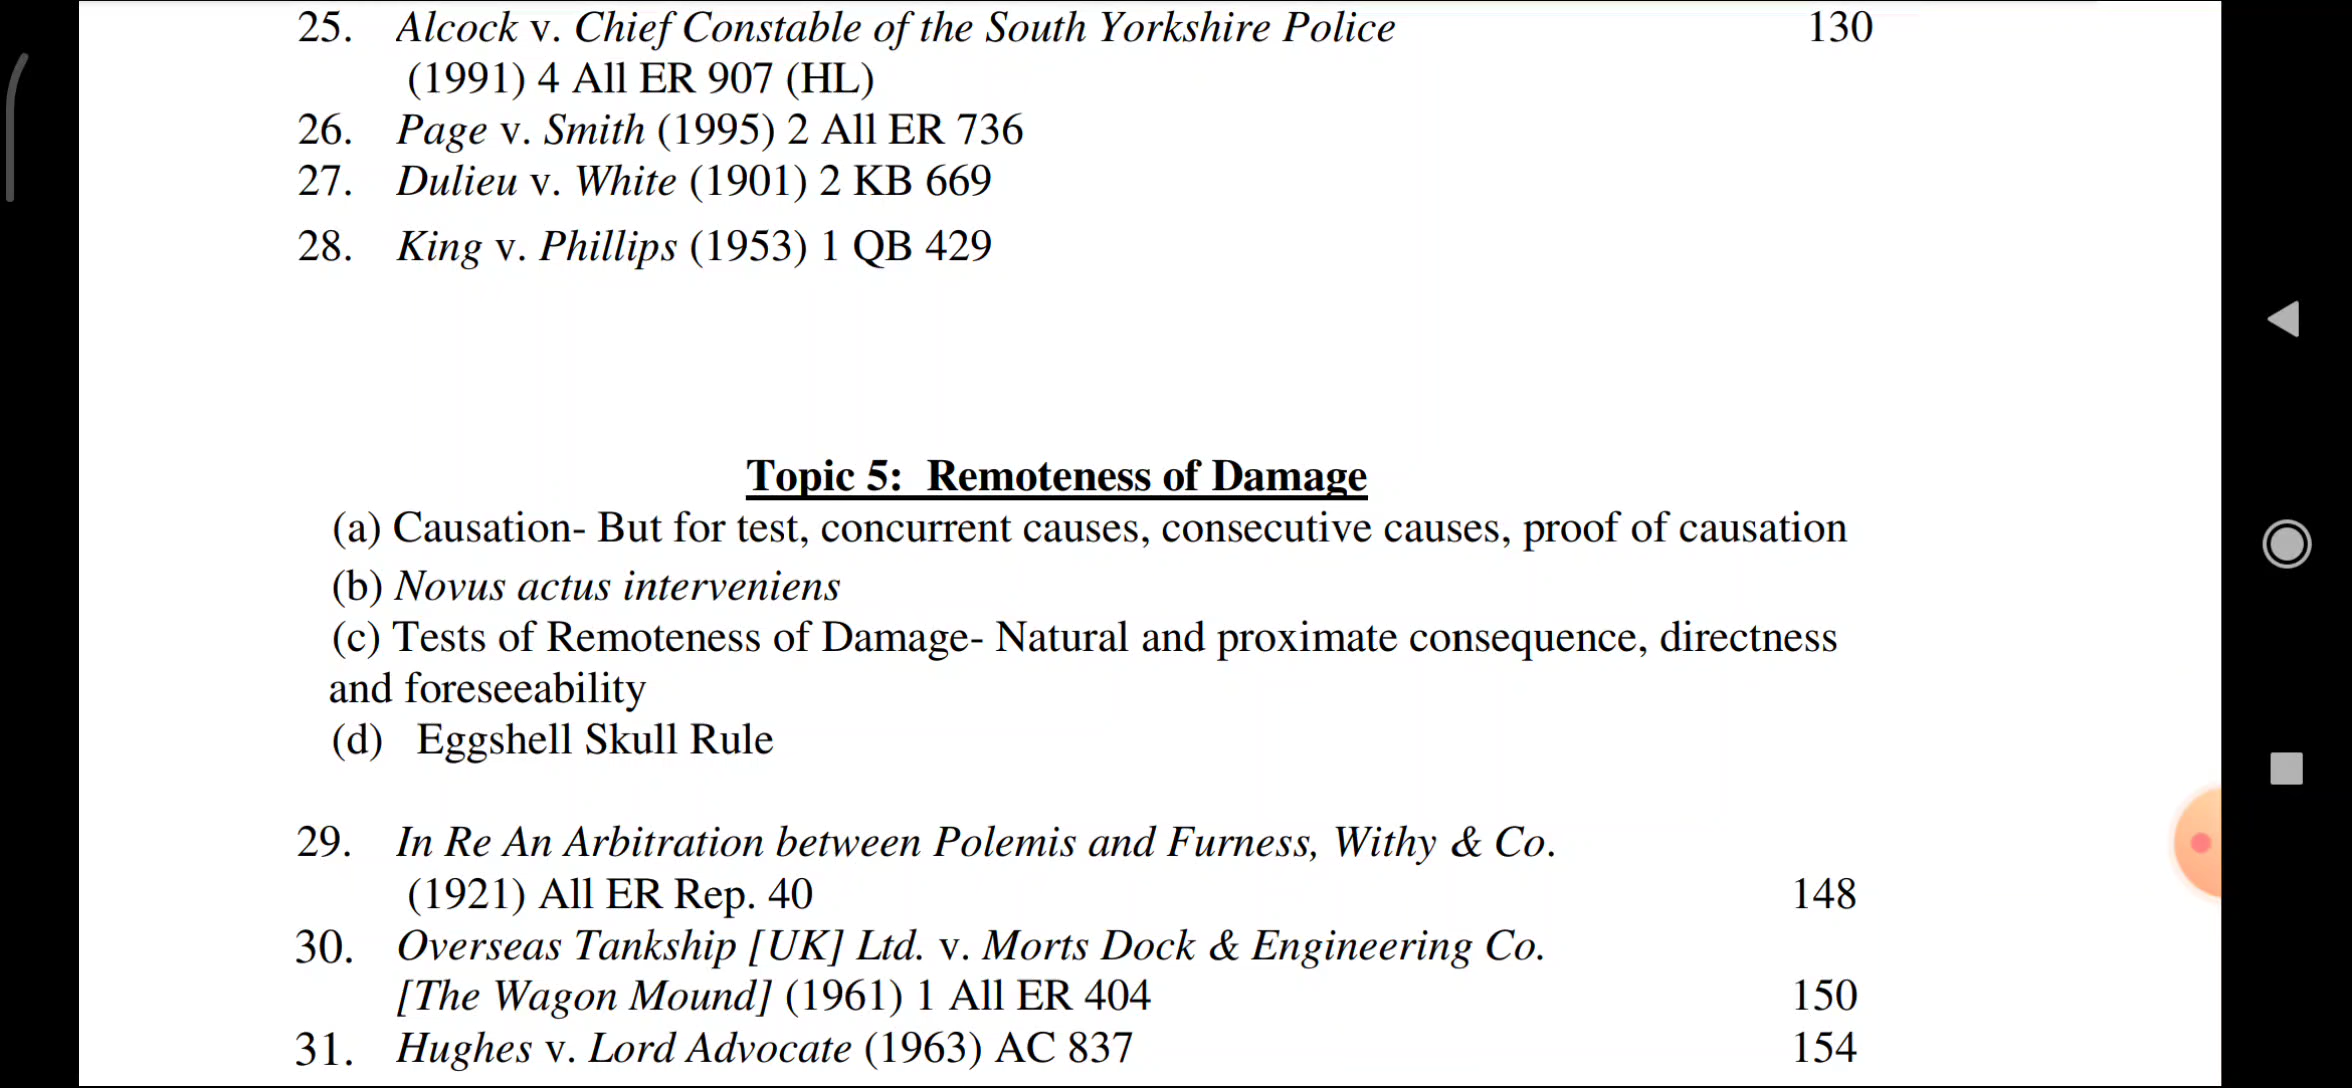 25. Alcock v. Chief Constable of the South Yorkshire Police 130
(1991) 4 All ER 907 (HL)
26. Page v. Smith (1995) 2 All ER 736
27. Dulieu v. White (1901) 2 KB 669
28. King v. Phillips (1953) 1 QB 429
Topic 5: Remoteness of Damage
(a) Causation- But for test, concurrent causes, consecutive causes, proof of causation
(b) Novus actus interveniens
(c) Tests of Remoteness of Damage- Natural and proximate consequence, directness
and foreseeability
(d) Eggshell Skull Rule
29. In Re An Arbitration between Polemis and Furness, Withy & Co.
(1921) All ER Rep. 40 148
30. Overseas Tankship [UK] Ltd. v. Morts Dock & Engineering Co.
[The Wagon Mound] (1961) 1 All ER 404 150
31. Hughes v. Lord Advocate (1963) AC 837 154